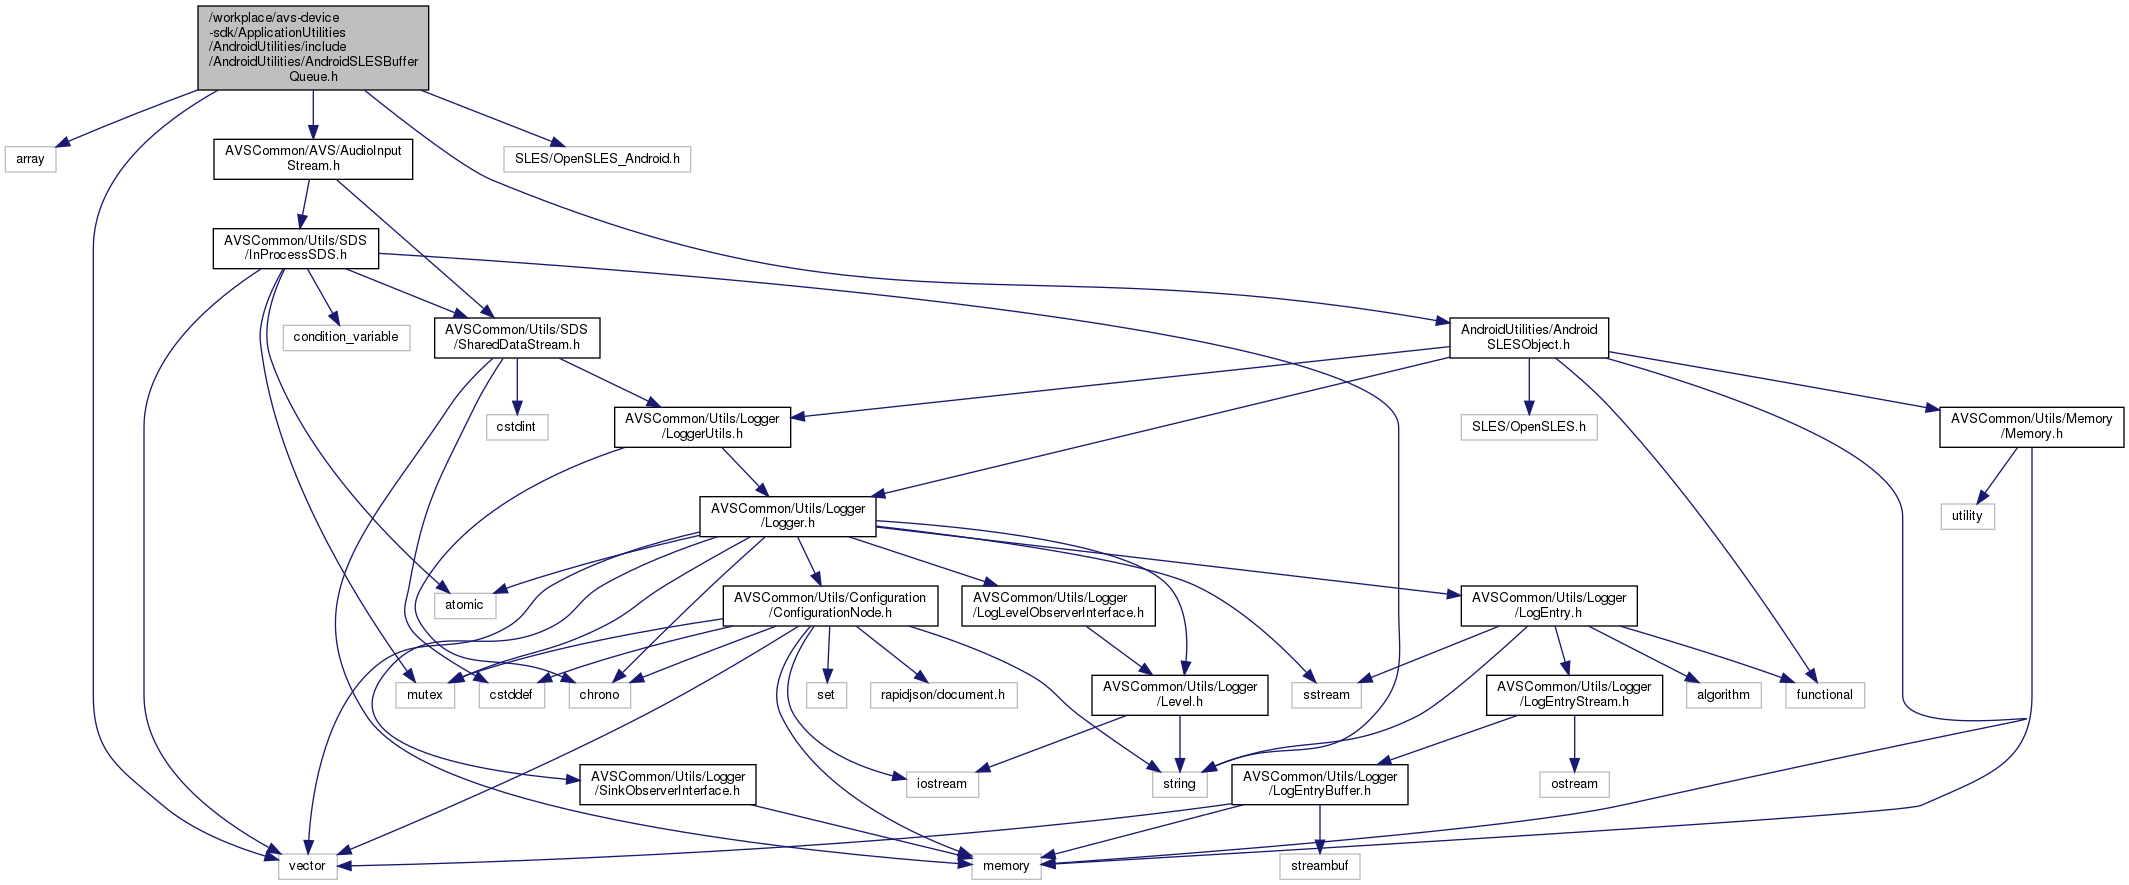 /workplace/avs-device
-sdk/ApplicationUtilities
/AndroidUtilities/include
/AndroidUtilities/AndroidSLESBuffer
Queue.h
array
AVSCommon/AVS/AudioInput
Stream.h
SLES/OpenSLES_Android.h
AVSCommon/Utils/SDS
/InProcessSDS.h
condition_variable
AVSCommon/Utils/SDS
/SharedDataStream.h
AndroidUtilities/Android
SLESObject.h
cstdint
AVSCommon/Utils/Logger
/LoggerUtils.h
SLES/OpenSLES.h
AVSCommon/Utils/Memory
/Memory.h
AVSCommon/Utils/Logger
/Logger.h
utility
atomic
AVSCommon/Utils/Configuration
/ConfigurationNode.h
AVSCommon/Utils/Logger
/LogLevelObserverInterface.h
AVSCommon/Utils/Logger
/LogEntry.h
mutex
cstddef
chrono
set
rapidjson/document.h
AVSCommon/Utils/Logger
/Level.h
sstream
AVSCommon/Utils/Logger
/LogEntryStream.h
algorithm
functional
AVSCommon/Utils/Logger
/SinkObserverInterface.h
iostream
string
AVSCommon/Utils/Logger
/LogEntryBuffer.h
ostream
vector
memory
streambuf